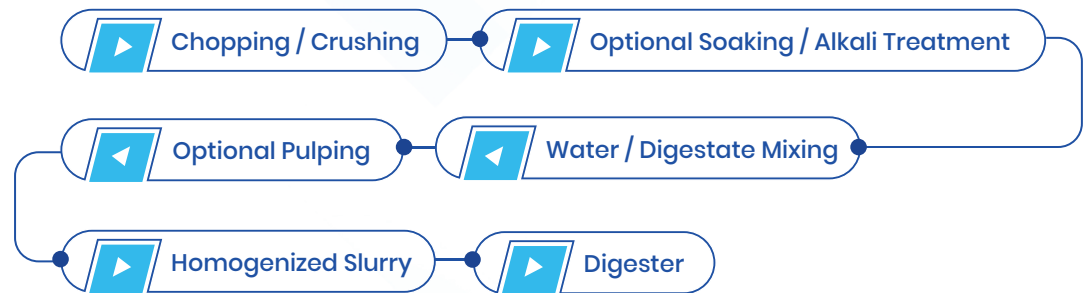 Chopping / Crushing
Optional Soaking / Alkali Treatment
Water / Digestate Mixing
Optional Pulping
Homogenized Slurry
Digester